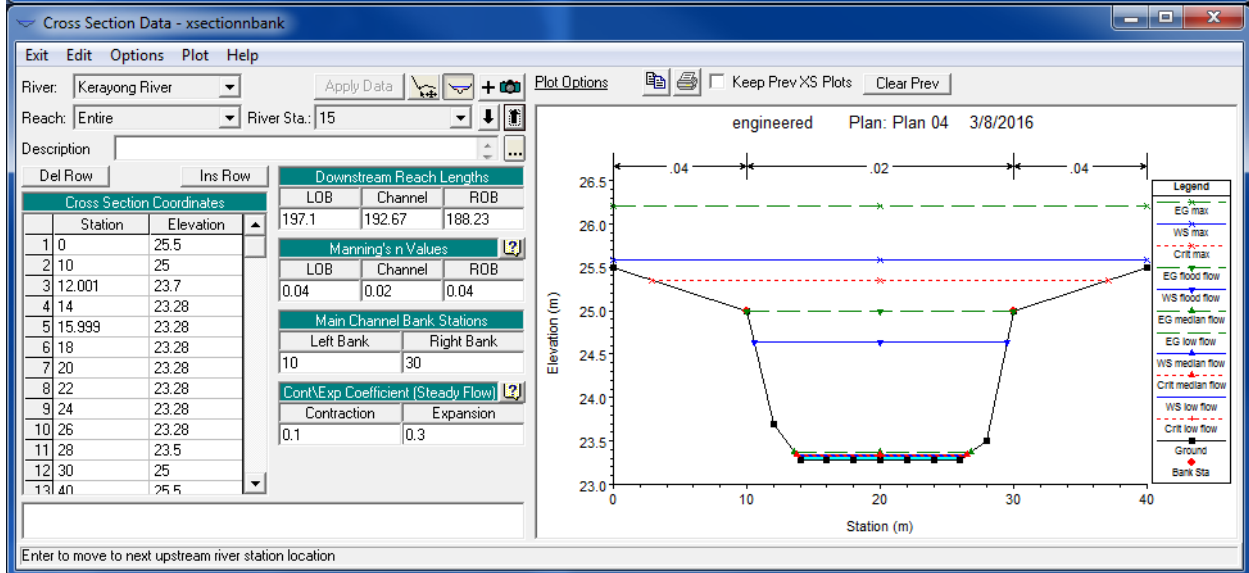 Cross Section Data - xsectionnbank
Exit Edit Options Plot Help
River: Kerayong River Apply Data
Reach: Entire River Sta.: 15
Description ...
Del Row Ins Row
Cross Section Coordinates
Station Elevation
1 0 25.5
2 10 25
3 12.001 23.7
4 14 23.28
5 15.999 23.28
6 18 23.28
7 20 23.28
8 22 23.28
9 24 23.28
10 26 23.28
11 28 23.5
12 30 25
13 40 25.5
Downstream Reach Lengths
LOB Channel ROB
197.1 192.67 188.23
Manning's n Values
LOB Channel ROB
0.04 0.02 0.04
Main Channel Bank Stations
Left Bank Right Bank
10 30
Cont\Exp Coefficient (Steady Flow)
Contraction Expansion
0.1 0.3
Plot Options Keep Prev XS Plots Clear Prev
engineered Plan: Plan 04 3/8/2016
.04 .02 .04
26.5
26.0
25.5
25.0
24.5
24.0
23.5
23.0
Elevation (m)
0 10 20 30 40
Station (m)
Legend
EG max
WS max
Crit max
EG flood flow
WS flood flow
EG median flow
EG low flow
WS median flow
Crit median flow
WS low flow
Crit low flow
Ground
Bank Sta
Enter to move to next upstream river station location